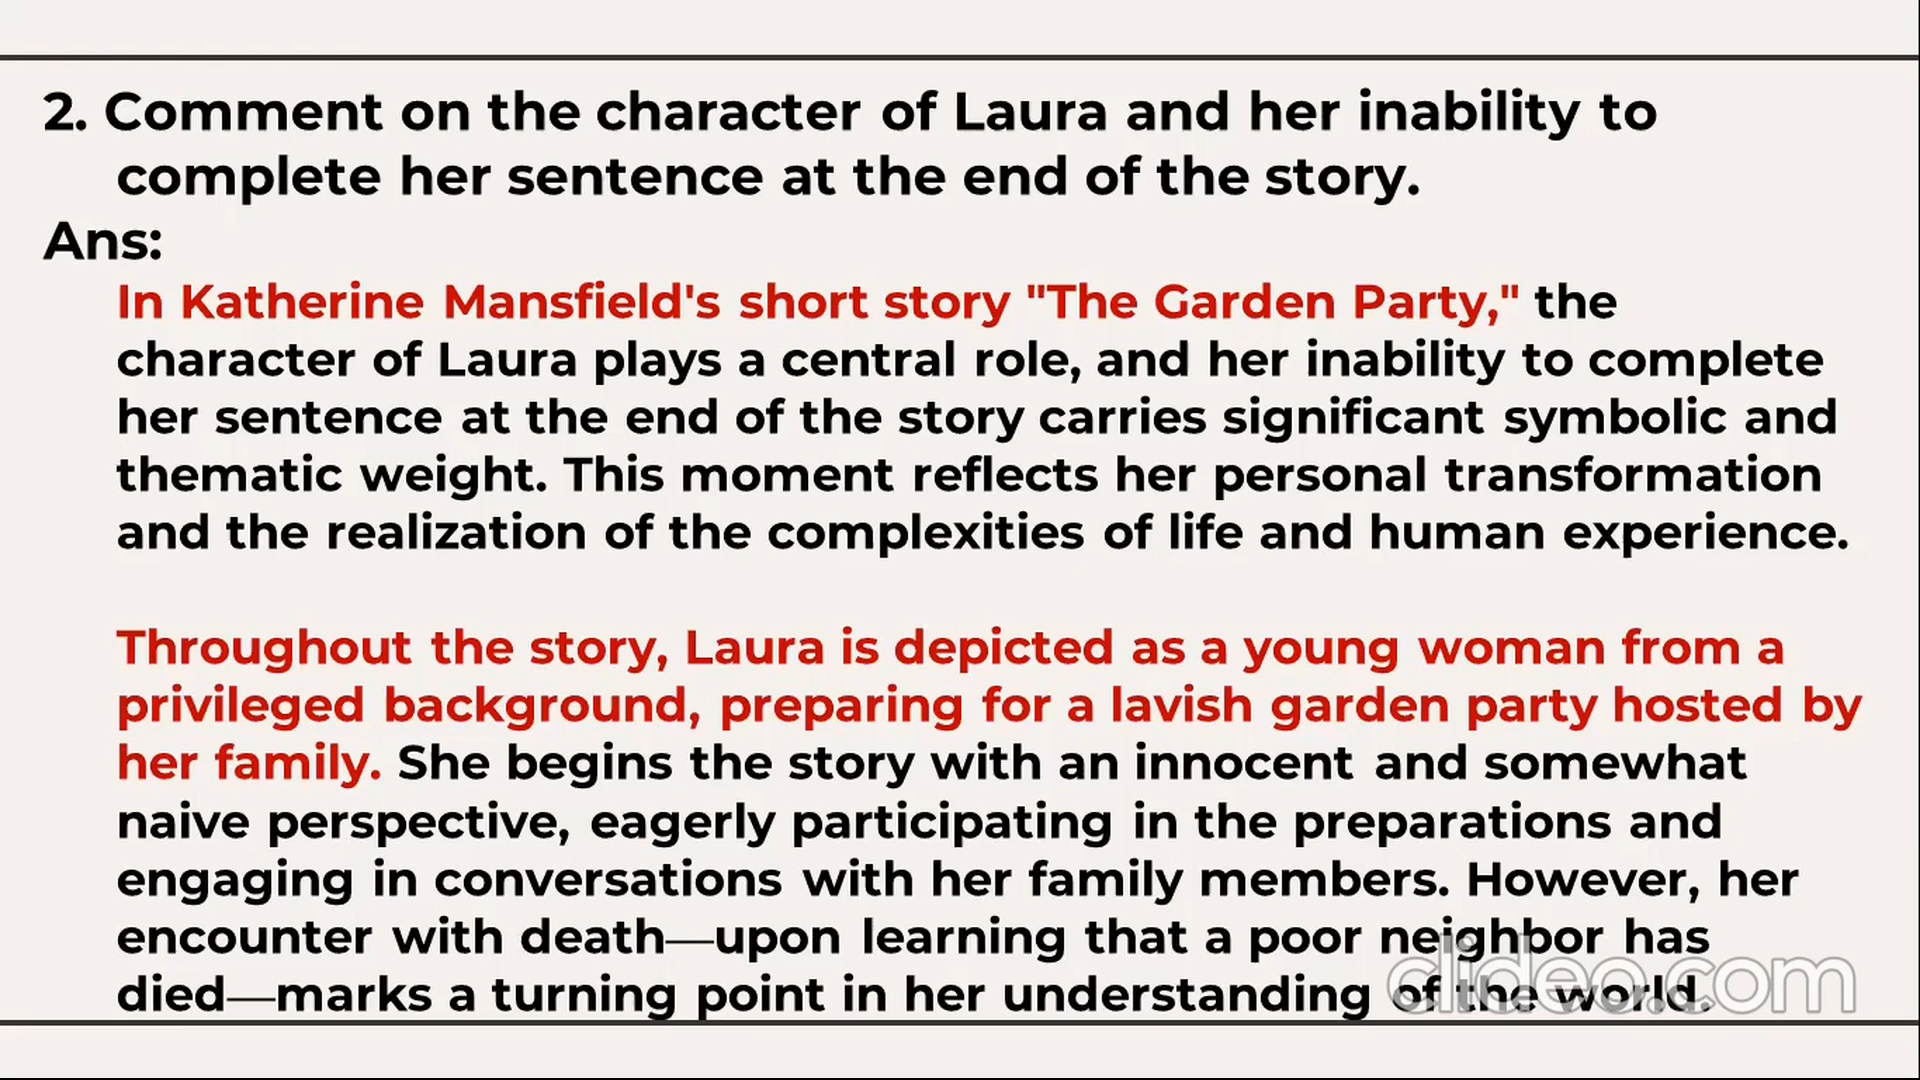 2. Comment on the character of Laura and her inability to
complete her sentence at the end of the story.
Ans:
In Katherine Mansfield's short story "The Garden Party," the
character of Laura plays a central role, and her inability to complete
her sentence at the end of the story carries significant symbolic and
thematic weight. This moment reflects her personal transformation
and the realization of the complexities of life and human experience.
Throughout the story, Laura is depicted as a young woman from a
privileged background, preparing for a lavish garden party hosted by
her family. She begins the story with an innocent and somewhat
naive perspective, eagerly participating in the preparations and
engaging in conversations with her family members. However, her
encounter with death—upon learning that a poor neighbor has
died—marks a turning point in her understanding of the world.
clideo.com